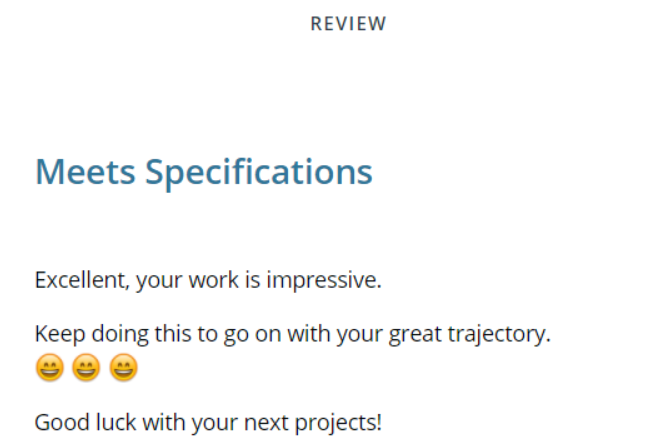 REVIEW
Meets Specifications
Excellent, your work is impressive.
Keep doing this to go on with your great trajectory.
😄 😄 😄
Good luck with your next projects!